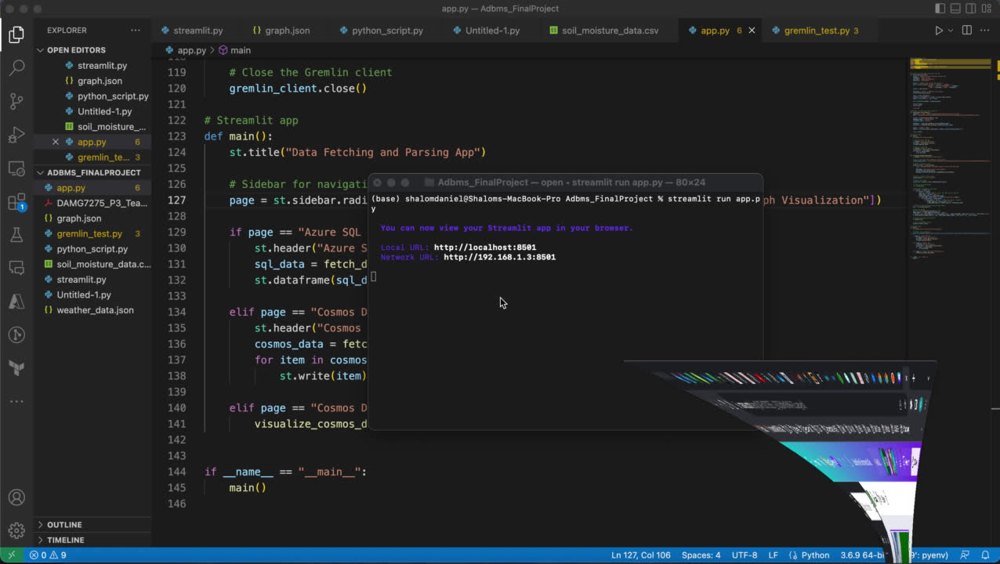 app.py — Adbms_FinalProject
EXPLORER
streamlit.py
graph.json
python_script.py
Untitled-1.py
soil_moisture_data.csv
app.py 6
gremlin_test.py 3
app.py > main
OPEN EDITORS
streamlit.py
graph.json
python_script.py
Untitled-1.py
soil_moisture_...
app.py 6
gremlin_te... 3
ADBMS_FINALPROJECT
app.py 6
DAMG7275_P3_Tea...
graph.json
gremlin_test.py 3
python_script.py
soil_moisture_data.c...
streamlit.py
Untitled-1.py
weather_data.json
OUTLINE
TIMELINE
1
119 # Close the Gremlin client
120 gremlin_client.close()
121
122 # Streamlit app
123 def main():
124 st.title("Data Fetching and Parsing App")
125
126 # Sidebar for navigat
127 page = st.sidebar.radi
ph Visualization"])
128
129 if page == "Azure SQL
130 st.header("Azure S
131 sql_data = fetch_d
132 st.dataframe(sql_d
133
134 elif page == "Cosmos D
135 st.header("Cosmos
136 cosmos_data = fetc
137 for item in cosmos
138 st.write(item)
139
140 elif page == "Cosmos D
141 visualize_cosmos_d
142
143
144 if __name__ == "__main__":
145 main()
146
Adbms_FinalProject — open • streamlit run app.py — 80×24
(base) shalomdaniel@Shaloms-MacBook-Pro Adbms_FinalProject % streamlit run app.p
You can now view your Streamlit app in your browser.
Local URL: http://localhost:8501
Network URL: http://192.168.1.3:8501
0 9
Ln 127, Col 106
Spaces: 4
UTF-8
LF
Python
3.6.9 64-bi
9': pyenv)